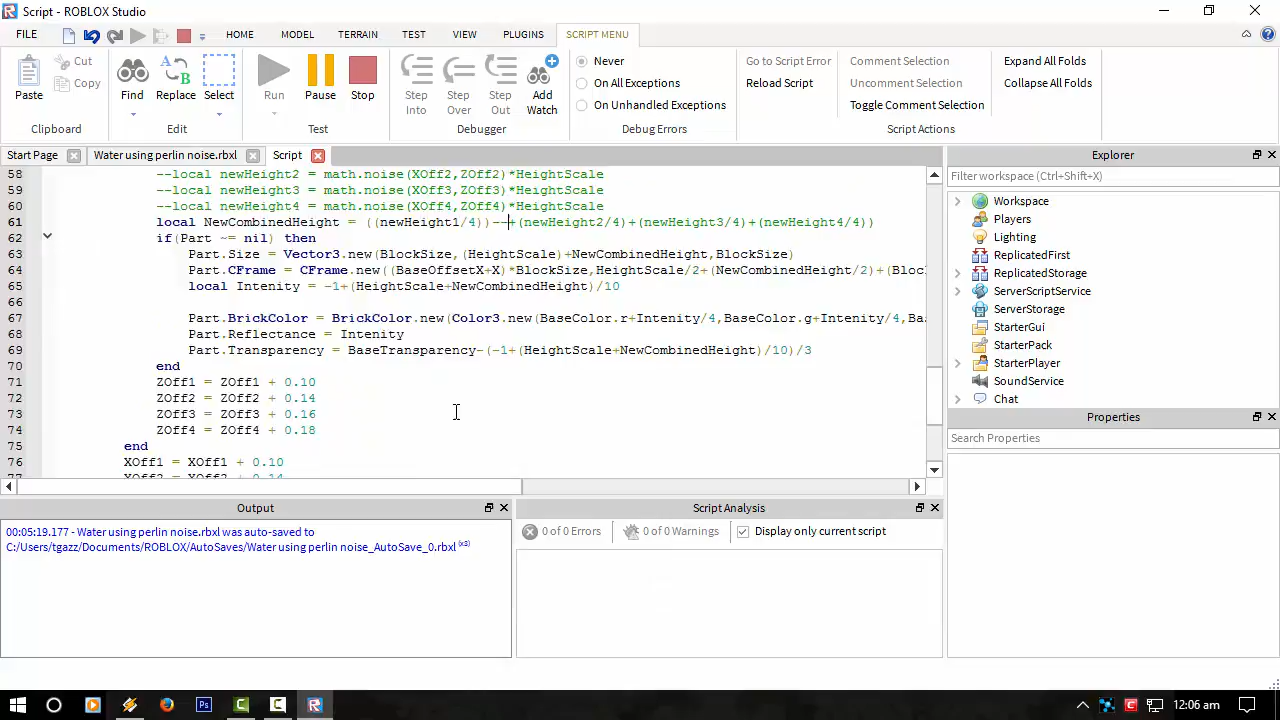 Script - ROBLOX Studio
FILE HOME MODEL TERRAIN TEST VIEW PLUGINS SCRIPT MENU
Paste Cut Copy Clipboard
Find Replace Select Edit
Run Pause Stop Test
Step Into Step Over Step Out Add Watch Debugger
Never
On All Exceptions
On Unhandled Exceptions
Debug Errors
Go to Script Error Comment Selection Expand All Folds
Reload Script Uncomment Selection Collapse All Folds
Toggle Comment Selection
Script Actions
Start Page Water using perlin noise.rbxl Script
58 --local newHeight2 = math.noise(XOff2,ZOff2)*HeightScale
59 --local newHeight3 = math.noise(XOff3,ZOff3)*HeightScale
60 --local newHeight4 = math.noise(XOff4,ZOff4)*HeightScale
61 local NewCombinedHeight = ((newHeight1/4))--+(newHeight2/4)+(newHeight3/4)+(newHeight4/4))
62 if(Part ~= nil) then
63 Part.Size = Vector3.new(BlockSize,(HeightScale)+NewCombinedHeight,BlockSize)
64 Part.CFrame = CFrame.new((BaseOffsetX+X)*BlockSize,HeightScale/2+(NewCombinedHeight/2)+(Bloc
65 local Intenity = -1+(HeightScale+NewCombinedHeight)/10
66
67 Part.BrickColor = BrickColor.new(Color3.new(BaseColor.r+Intenity/4,BaseColor.g+Intenity/4,Ba
68 Part.Reflectance = Intenity
69 Part.Transparency = BaseTransparency-(-1+(HeightScale+NewCombinedHeight)/10)/3
70 end
71 ZOff1 = ZOff1 + 0.10
72 ZOff2 = ZOff2 + 0.14
73 ZOff3 = ZOff3 + 0.16
74 ZOff4 = ZOff4 + 0.18
75 end
76 XOff1 = XOff1 + 0.10
77 XOff2 = XOff2 + 0.14
Explorer
Filter workspace (Ctrl+Shift+X)
Workspace
Players
Lighting
ReplicatedFirst
ReplicatedStorage
ServerScriptService
ServerStorage
StarterGui
StarterPack
StarterPlayer
SoundService
Chat
Properties
Search Properties
Output
00:05:19.177 - Water using perlin noise.rbxl was auto-saved to
C:/Users/tgazz/Documents/ROBLOX/AutoSaves/Water using perlin noise_AutoSave_0.rbxl (x3)
Script Analysis
0 of 0 Errors 0 of 0 Warnings Display only current script
12:06 am